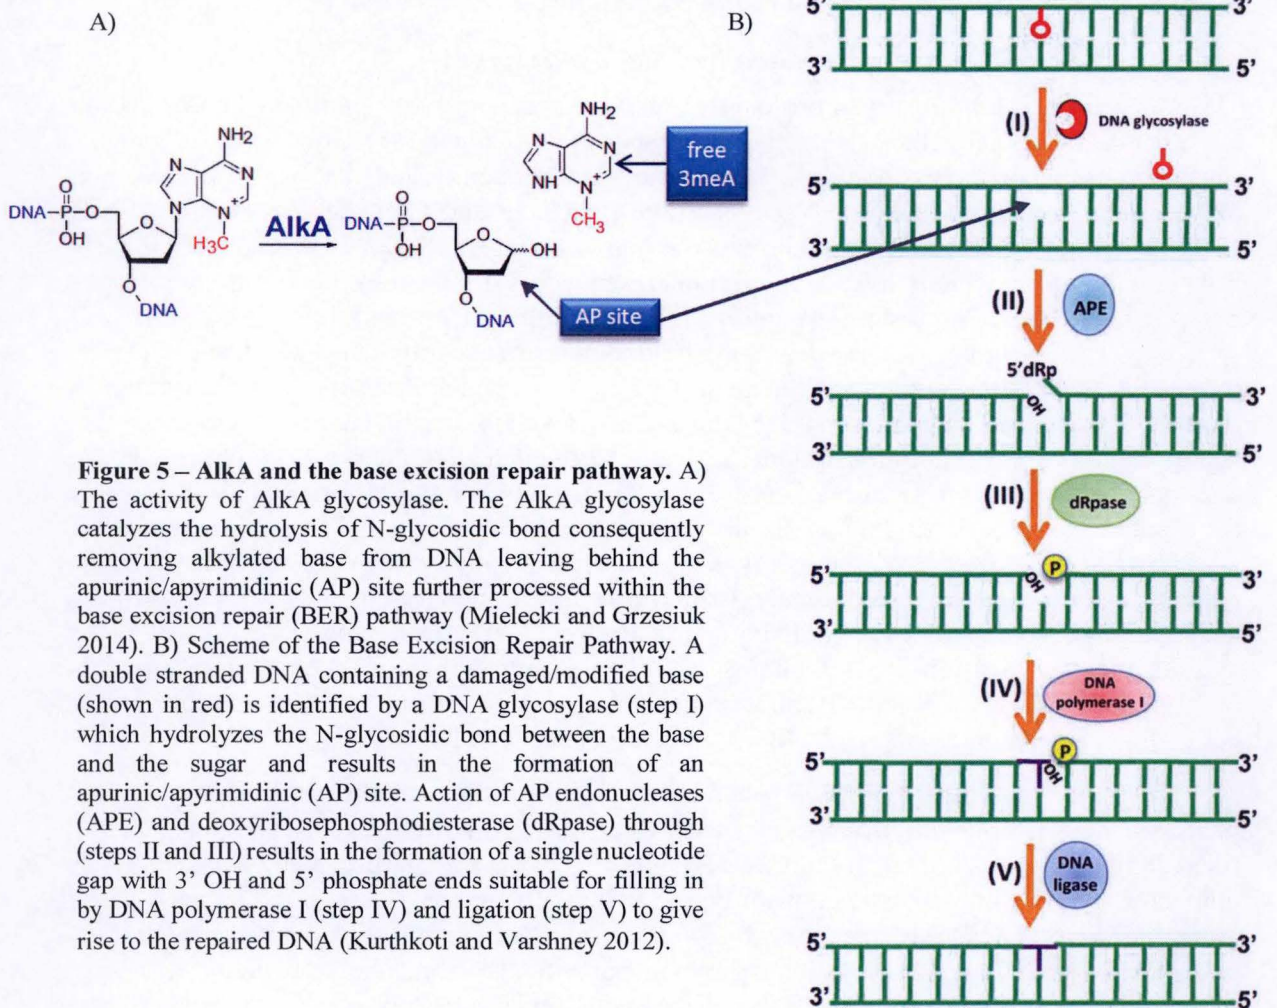 A)
NH2
N
N
N
N
+
H3C
O
DNA
P
O
OH
O
O
DNA
AlkA
DNA
P
O
O
OH
O
OH
O
DNA
NH2
N
N
NH
N
+
CH3
free
3meA
AP site
Figure 5 – AlkA and the base excision repair pathway. A)
The activity of AlkA glycosylase. The AlkA glycosylase
catalyzes the hydrolysis of N-glycosidic bond consequently
removing alkylated base from DNA leaving behind the
apurinic/apyrimidinic (AP) site further processed within the
base excision repair (BER) pathway (Mielecki and Grzesiuk
2014). B) Scheme of the Base Excision Repair Pathway. A
double stranded DNA containing a damaged/modified base
(shown in red) is identified by a DNA glycosylase (step I)
which hydrolyzes the N-glycosidic bond between the base
and the sugar and results in the formation of an
apurinic/apyrimidinic (AP) site. Action of AP endonucleases
(APE) and deoxyribosephosphodiesterase (dRpase) through
(steps II and III) results in the formation of a single nucleotide
gap with 3’ OH and 5’ phosphate ends suitable for filling in
by DNA polymerase I (step IV) and ligation (step V) to give
rise to the repaired DNA (Kurthkoti and Varshney 2012).
B)
5’ 3’
3’ 5’
(I) DNA glycosylase
5’ 3’
3’ 5’
(II) APE
5’dRp
5’ OH 3’
3’ 5’
(III) dRpase
P
5’ OH 3’
3’ 5’
(IV) DNA
polymerase I
P
5’ OH 3’
3’ 5’
(V) DNA
ligase
5’ 3’
3’ 5’